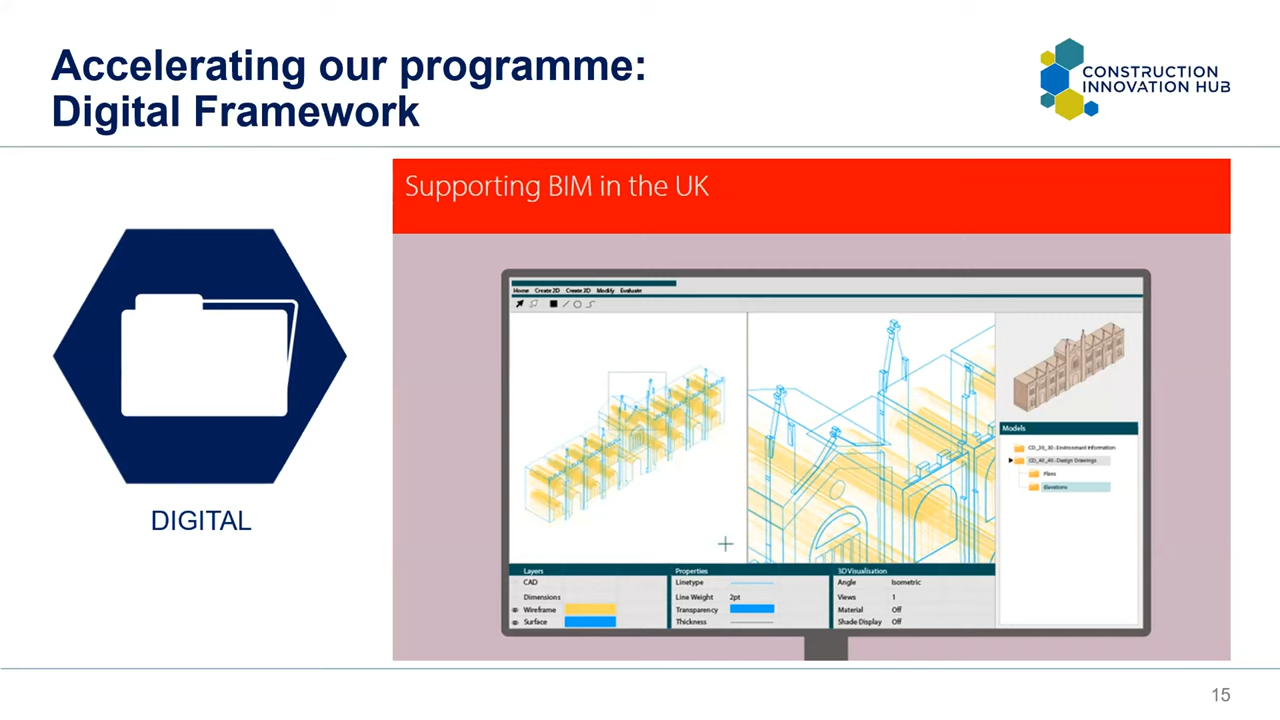 Accelerating our programme:
Digital Framework
CONSTRUCTION
INNOVATION HUB
Supporting BIM in the UK
Home Create 2D Create 3D Modify Evaluate
Models
CD_30_30: Environment Information
CD_40_40: Design Drawings
Plans
Elevations
DIGITAL
Layers
CAD
Dimensions
Wireframe
Surface
Properties
Linetype
Line Weight 2pt
Transparency
Thickness
3D Visualisation
Angle Isometric
Views 1
Material Off
Shade Display Off
15